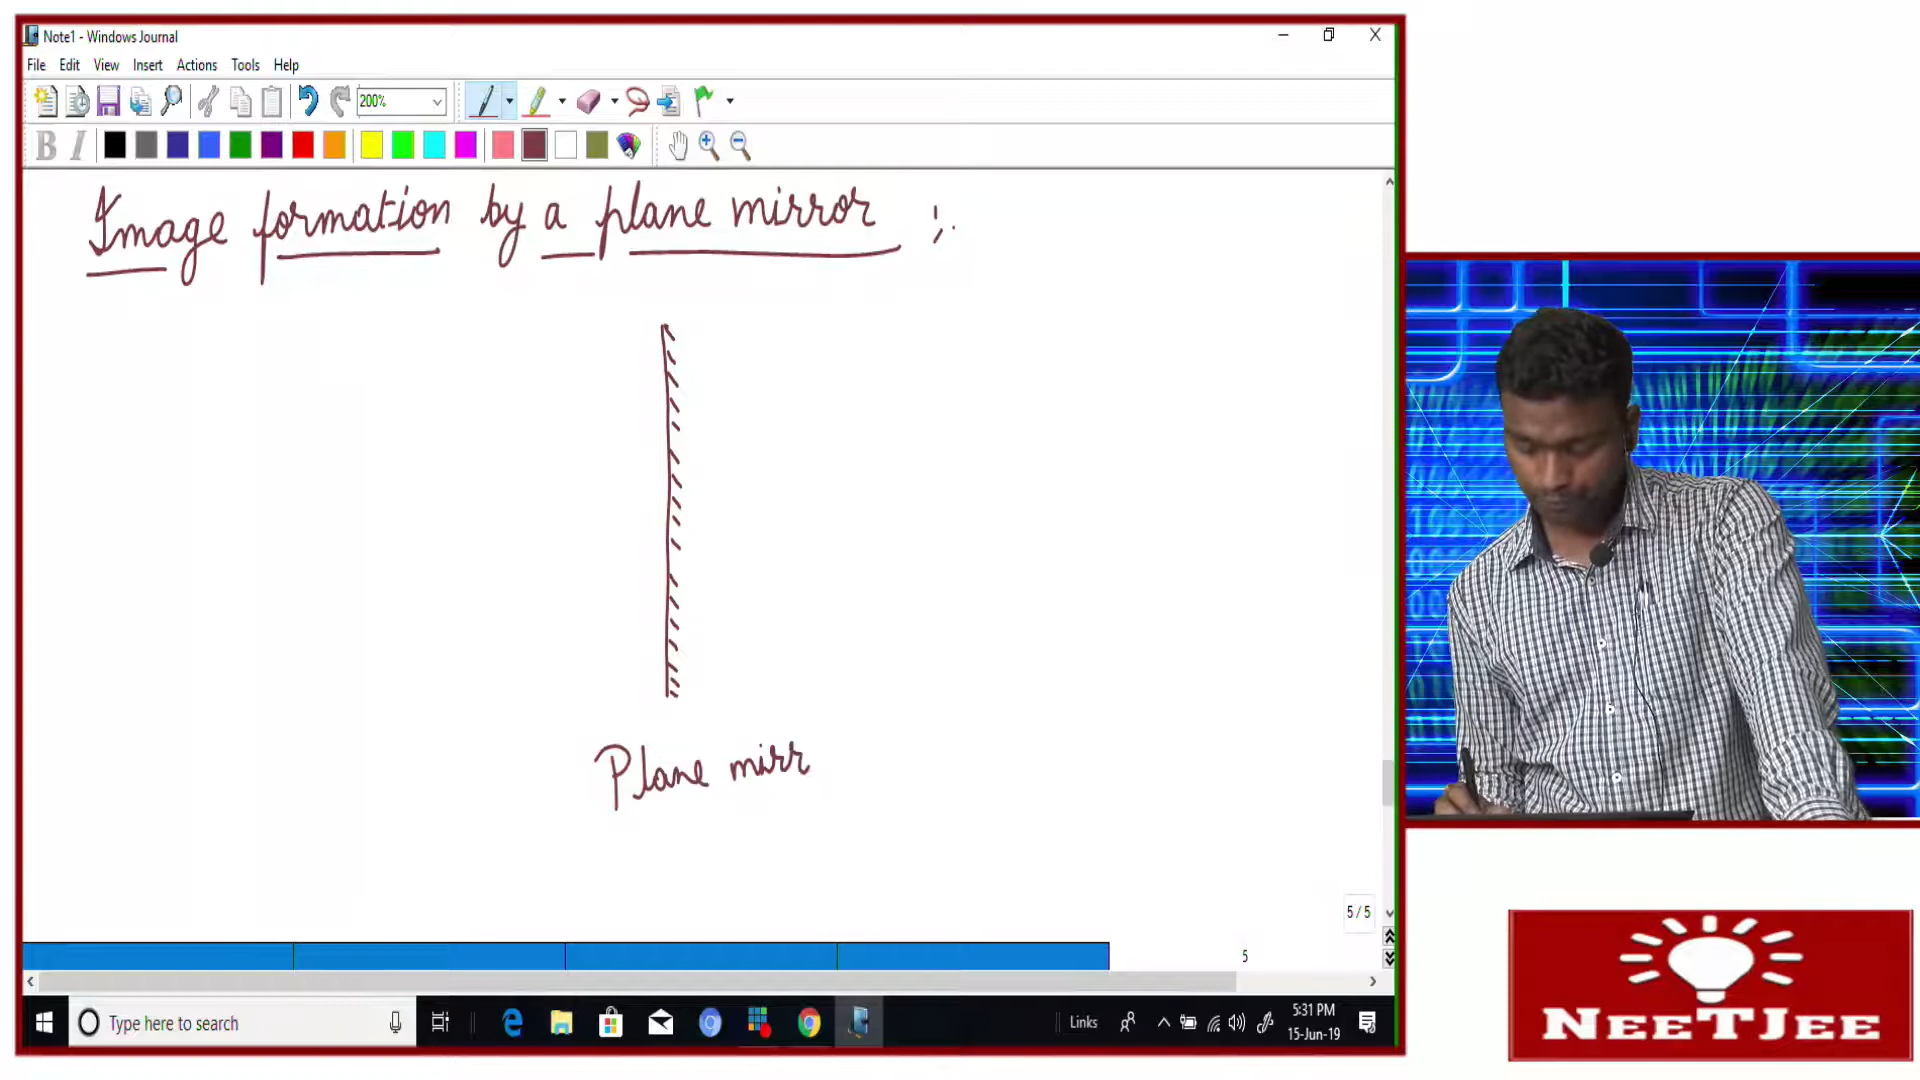 Note1 - Windows Journal
File Edit View Insert Actions Tools Help
200%
B I
Image formation by a plane mirror :.
Plane mirr
5 / 5
5
Type here to search
Links
5:31 PM
15-Jun-19
NEETJEE